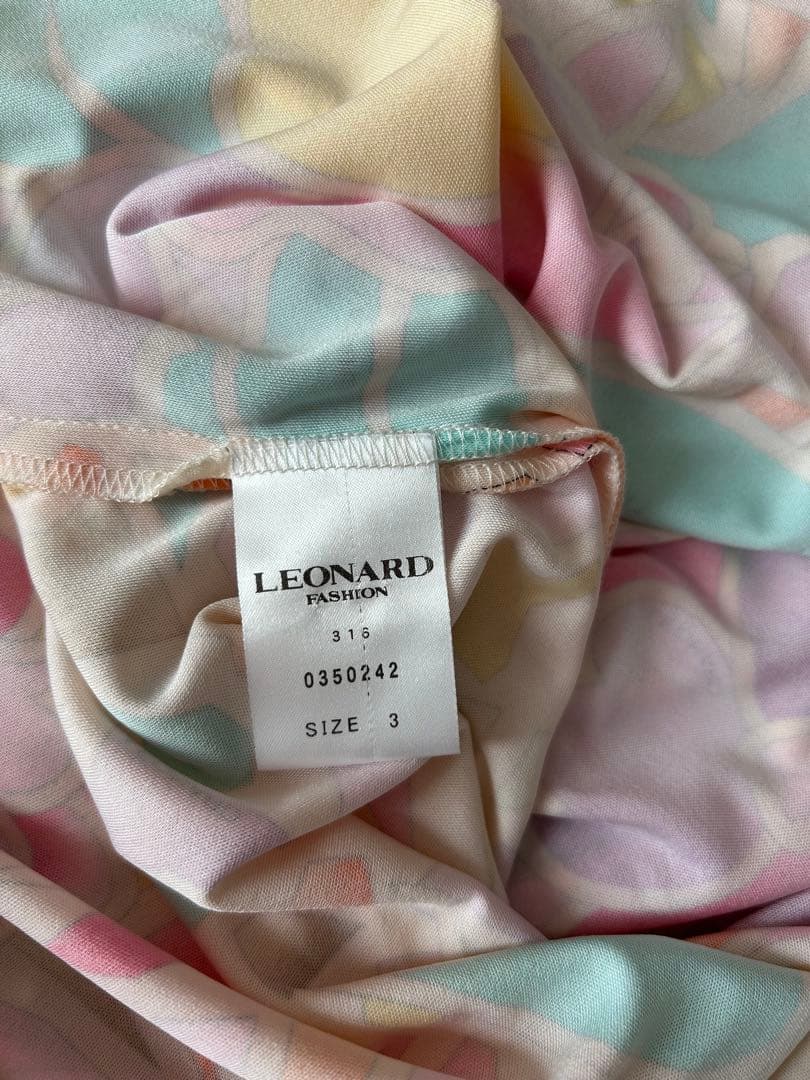 LEONARD
FASHION
316
0350242
SIZE 3